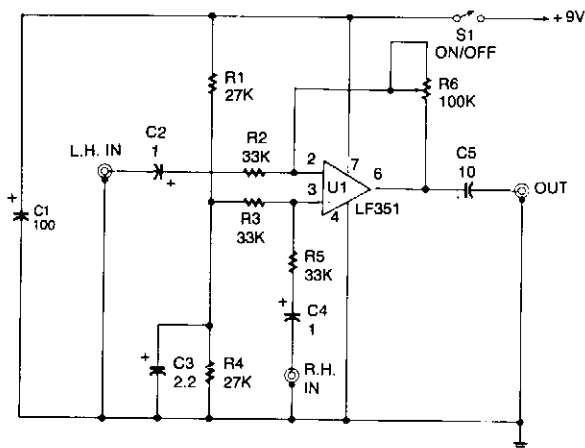 +9V
S1
ON/OFF
R1
27K
R6
100K
C2
1
+
L.H. IN
R2
33K
2
7
6
U1
3
4
LF351
C5
10
OUT
R3
33K
+
C1
100
R5
33K
+
C4
1
+
C3
2.2
R4
27K
R.H.
IN